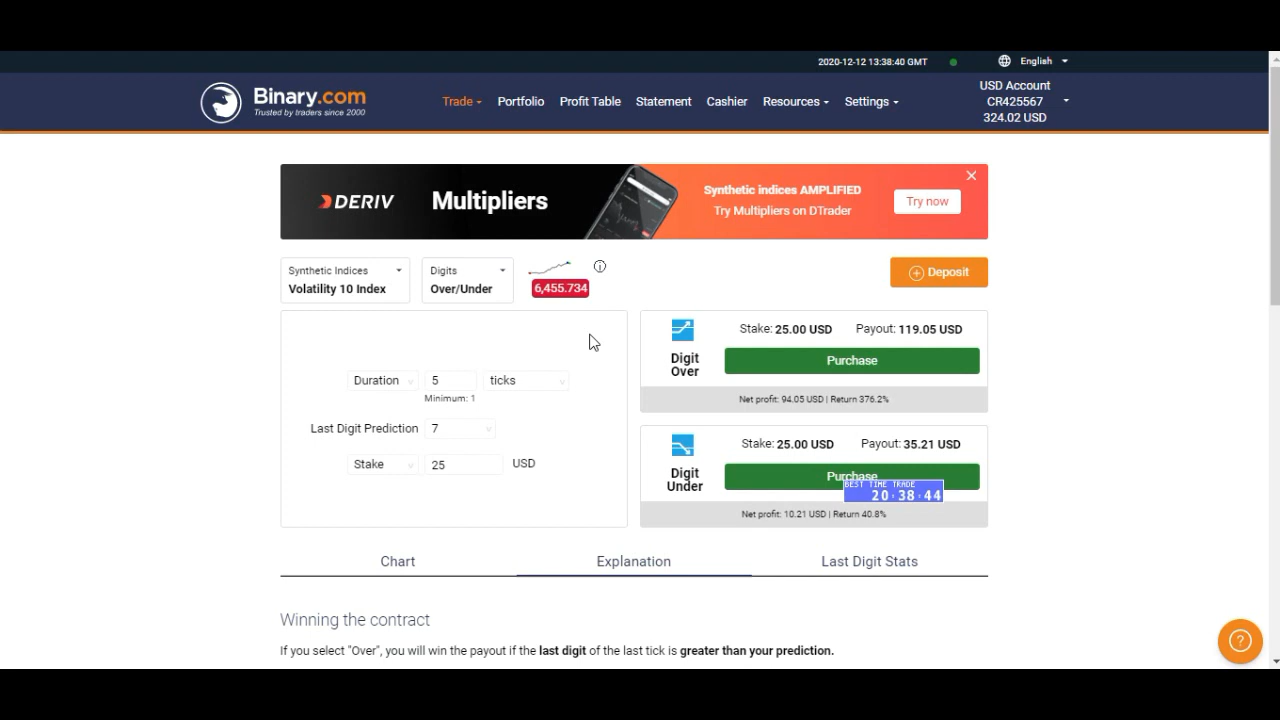 2020-12-12 13:38:40 GMT
English
Binary.com
Trusted by traders since 2000
Trade
Portfolio
Profit Table
Statement
Cashier
Resources
Settings
USD Account
CR425567
324.02 USD
DERIV
Multipliers
Synthetic indices AMPLIFIED
Try Multipliers on DTrader
Try now
Synthetic Indices
Volatility 10 Index
Digits
Over/Under
6,455.734
Deposit
Duration 5 ticks
Minimum: 1
Last Digit Prediction 7
Stake 25 USD
Digit Over
Stake: 25.00 USD Payout: 119.05 USD
Purchase
Net profit: 94.05 USD | Return 376.2%
Digit Under
Stake: 25.00 USD Payout: 35.21 USD
Purchase
BEST TIME TRADE
20:38:44
Net profit: 10.21 USD | Return 40.8%
Chart
Explanation
Last Digit Stats
Winning the contract
If you select "Over", you will win the payout if the last digit of the last tick is greater than your prediction.